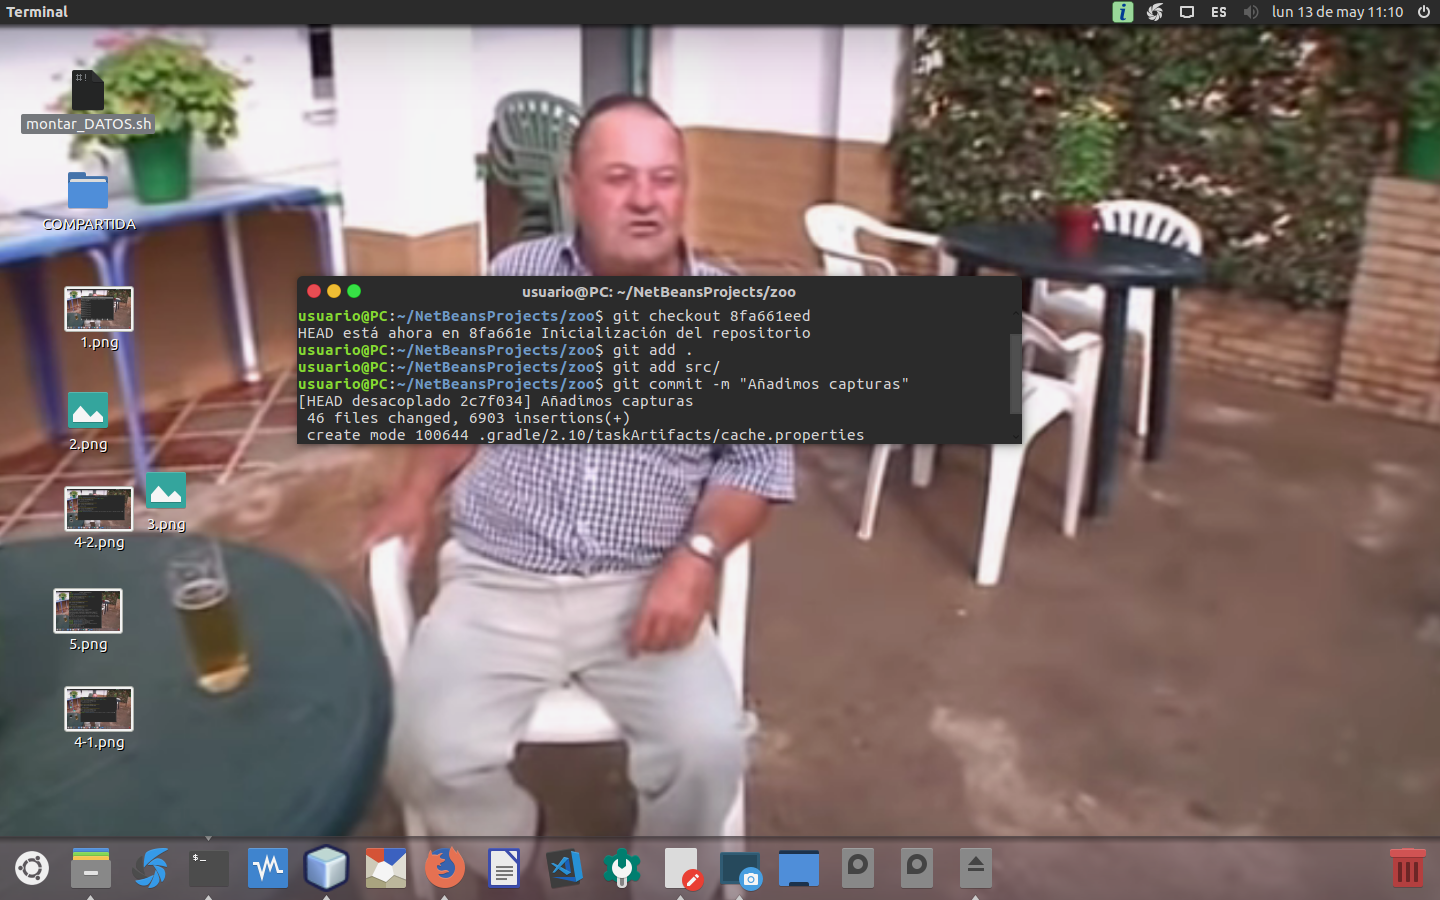 Terminal
ES
lun 13 de may 11:10
montar_DATOS.sh
COMPARTIDA
1.png
2.png
3.png
4-2.png
5.png
4-1.png
usuario@PC: ~/NetBeansProjects/zoo
usuario@PC:~/NetBeansProjects/zoo$ git checkout 8fa661eed
HEAD está ahora en 8fa661e Inicialización del repositorio
usuario@PC:~/NetBeansProjects/zoo$ git add .
usuario@PC:~/NetBeansProjects/zoo$ git add src/
usuario@PC:~/NetBeansProjects/zoo$ git commit -m "Añadimos capturas"
[HEAD desacoplado 2c7f034] Añadimos capturas
 46 files changed, 6903 insertions(+)
 create mode 100644 .gradle/2.10/taskArtifacts/cache.properties